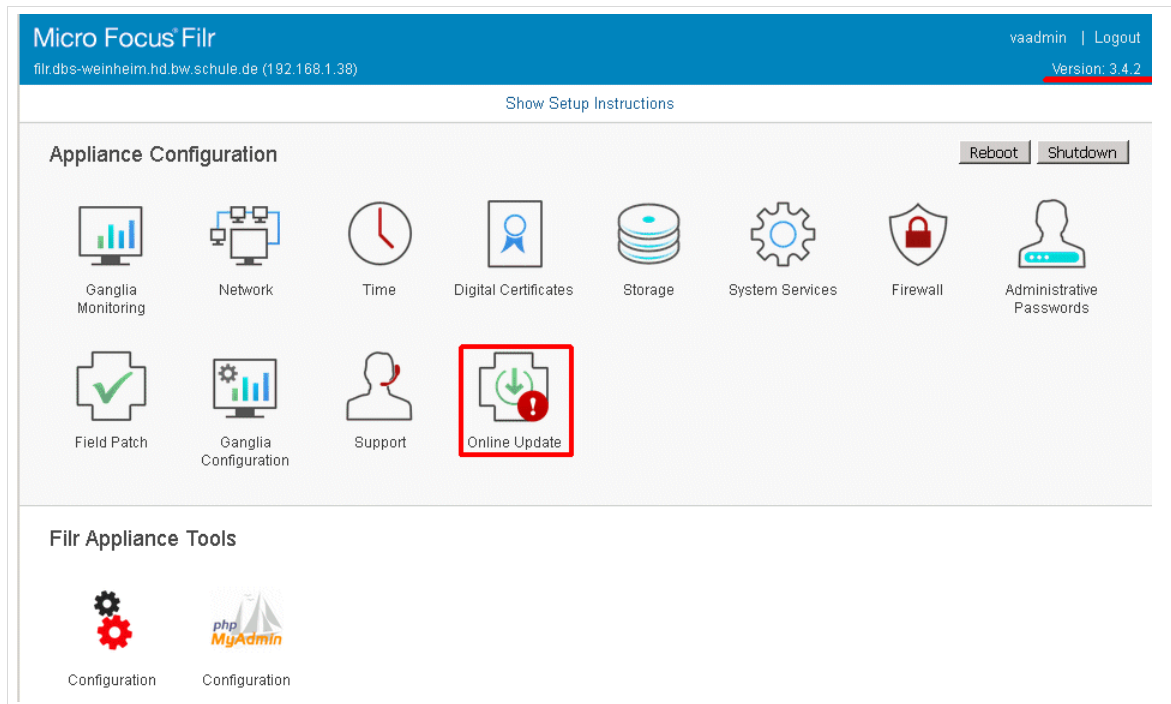 Micro Focus® Filr
vaadmin | Logout
filr.dbs-weinheim.hd.bw.schule.de (192.168.1.38)
Version: 3.4.2
Show Setup Instructions
Appliance Configuration
Reboot Shutdown
Ganglia Monitoring
Network
Time
Digital Certificates
Storage
System Services
Firewall
Administrative Passwords
Field Patch
Ganglia Configuration
Support
Online Update
Filr Appliance Tools
php
MyAdmin
Configuration
Configuration